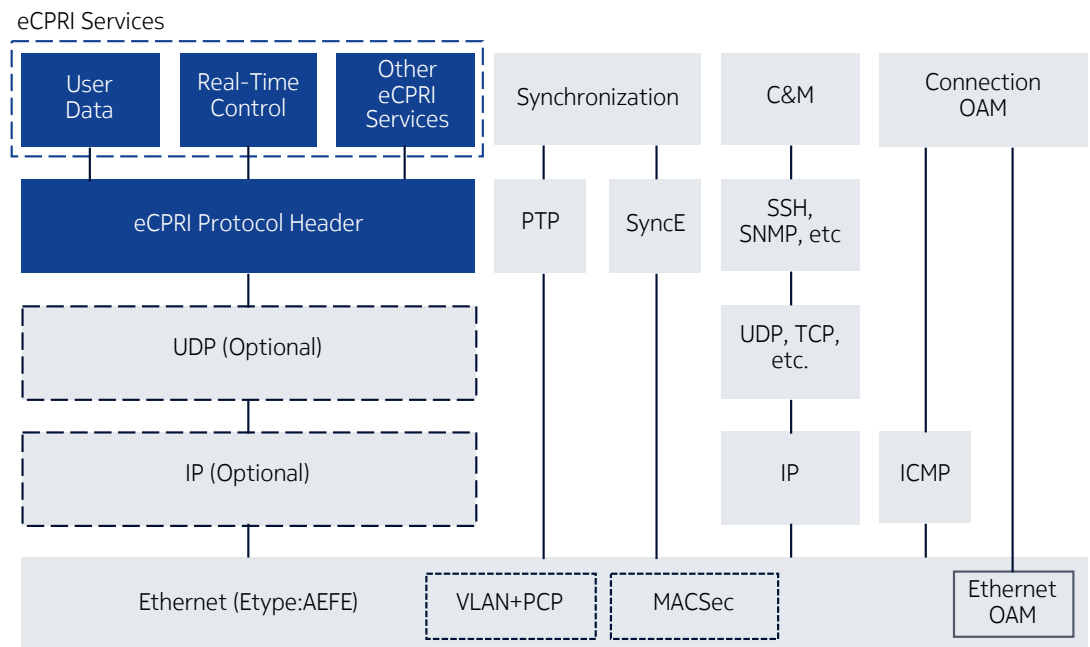 eCPRI Services
User
Data
Real-Time
Control
Other
eCPRI
Services
Synchronization
C&M
Connection
OAM
eCPRI Protocol Header
PTP
SyncE
SSH,
SNMP, etc
UDP (Optional)
UDP, TCP,
etc.
IP (Optional)
IP
ICMP
Ethernet (Etype:AEFE)
VLAN+PCP
MACSec
Ethernet
OAM